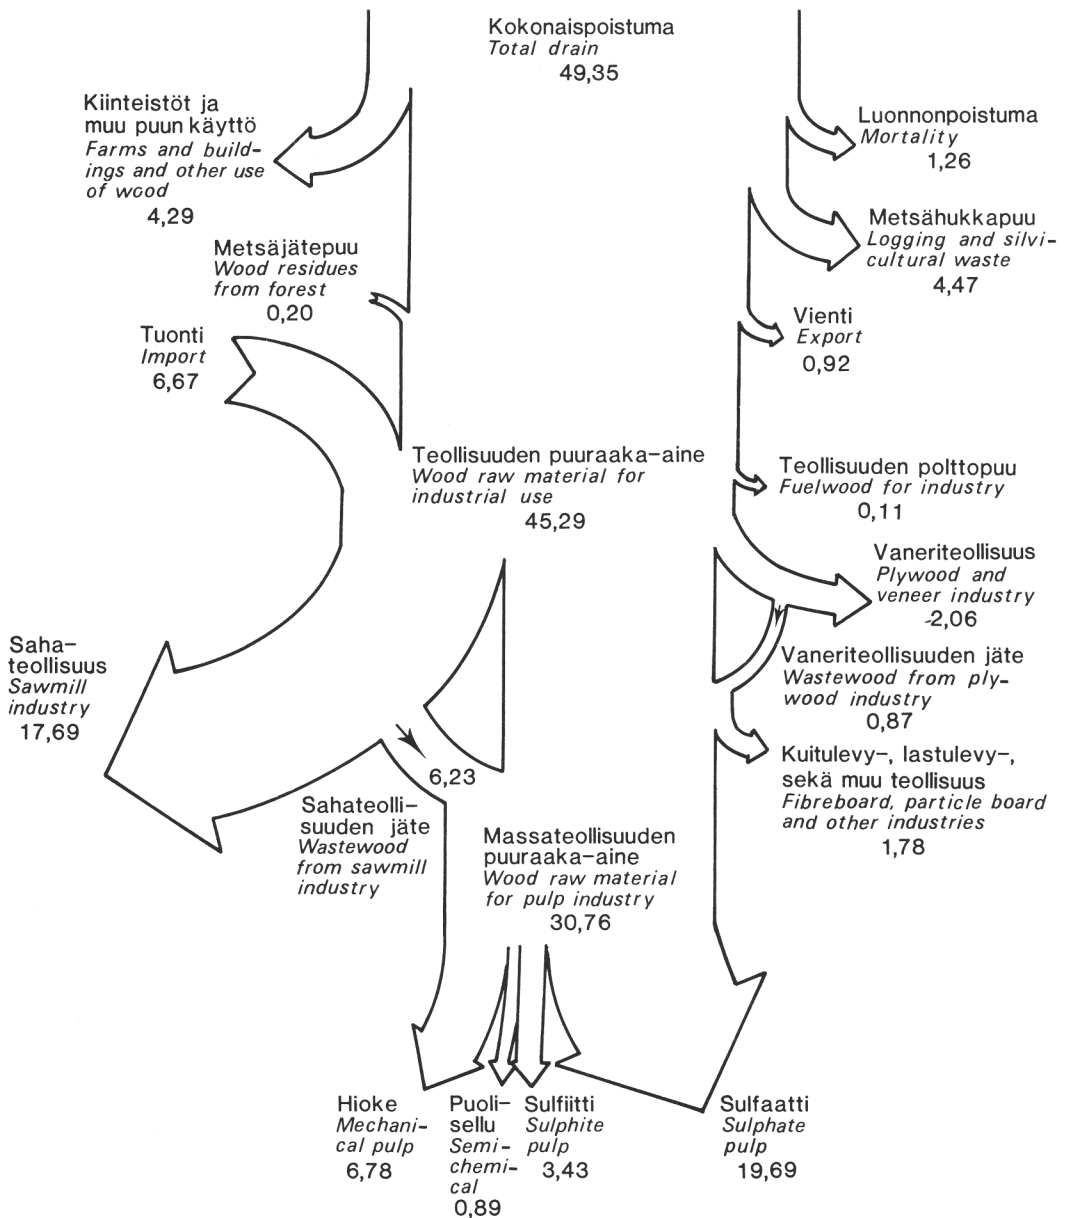 Kokonaispoistuma
Total drain
49,35
Kiinteistöt ja
muu puun käyttö
Farms and build-
ings and other use
of wood
4,29
Luonnonpoistuma
Mortality
1,26
Metsähukkapuu
Logging and silvi-
cultural waste
4,47
Metsäjätepuu
Wood residues
from forest
0,20
Vienti
Export
0,92
Tuonti
Import
6,67
Teollisuuden puuraaka-aine
Wood raw material for
industrial use
45,29
Teollisuuden polttopuu
Fuelwood for industry
0,11
Vaneriteollisuus
Plywood and
veneer industry
2,06
Saha-
teollisuus
Sawmill
industry
17,69
Vaneriteollisuuden jäte
Wastewood from ply-
wood industry
0,87
6,23
Sahateolli-
suuden jäte
Wastewood
from sawmill
industry
Kuitulevy-, lastulevy-,
sekä muu teollisuus
Fibreboard, particle board
and other industries
1,78
Massateollisuuden
puuraaka-aine
Wood raw material
for pulp industry
30,76
Hioke
Mechani-
cal pulp
6,78
Puoli-
sellu
Semi-
chemi-
cal
0,89
Sulfiitti
Sulphite
pulp
3,43
Sulfaatti
Sulphate
pulp
19,69